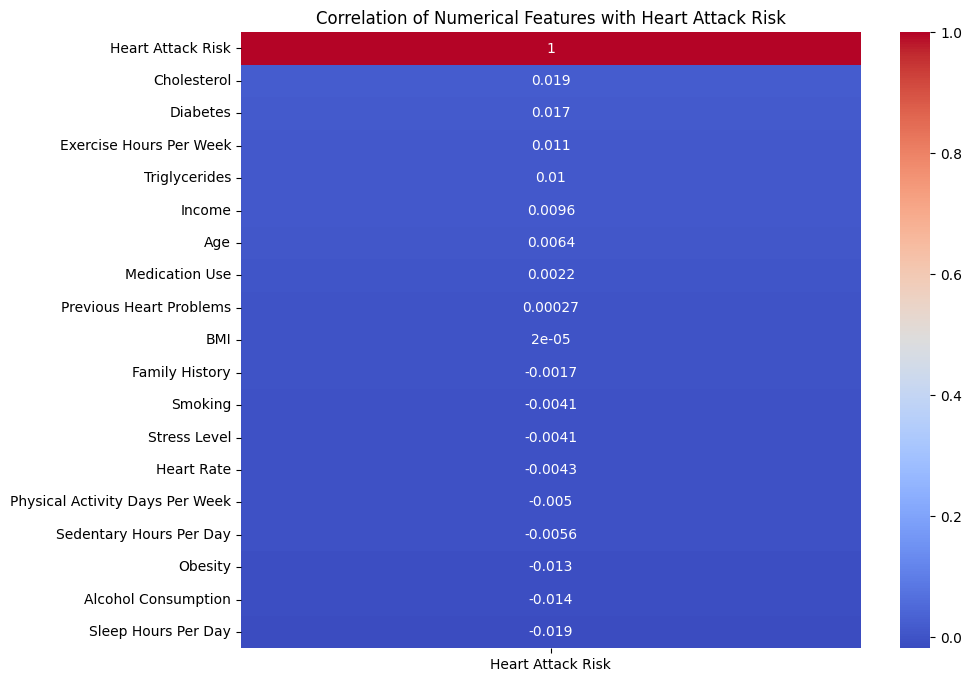 Correlation of Numerical Features with Heart Attack Risk
Heart Attack Risk 1
Cholesterol 0.019
Diabetes 0.017
Exercise Hours Per Week 0.011
Triglycerides 0.01
Income 0.0096
Age 0.0064
Medication Use 0.0022
Previous Heart Problems 0.00027
BMI 2e-05
Family History -0.0017
Smoking -0.0041
Stress Level -0.0041
Heart Rate -0.0043
Physical Activity Days Per Week -0.005
Sedentary Hours Per Day -0.0056
Obesity -0.013
Alcohol Consumption -0.014
Sleep Hours Per Day -0.019
Heart Attack Risk
1.0
0.8
0.6
0.4
0.2
0.0